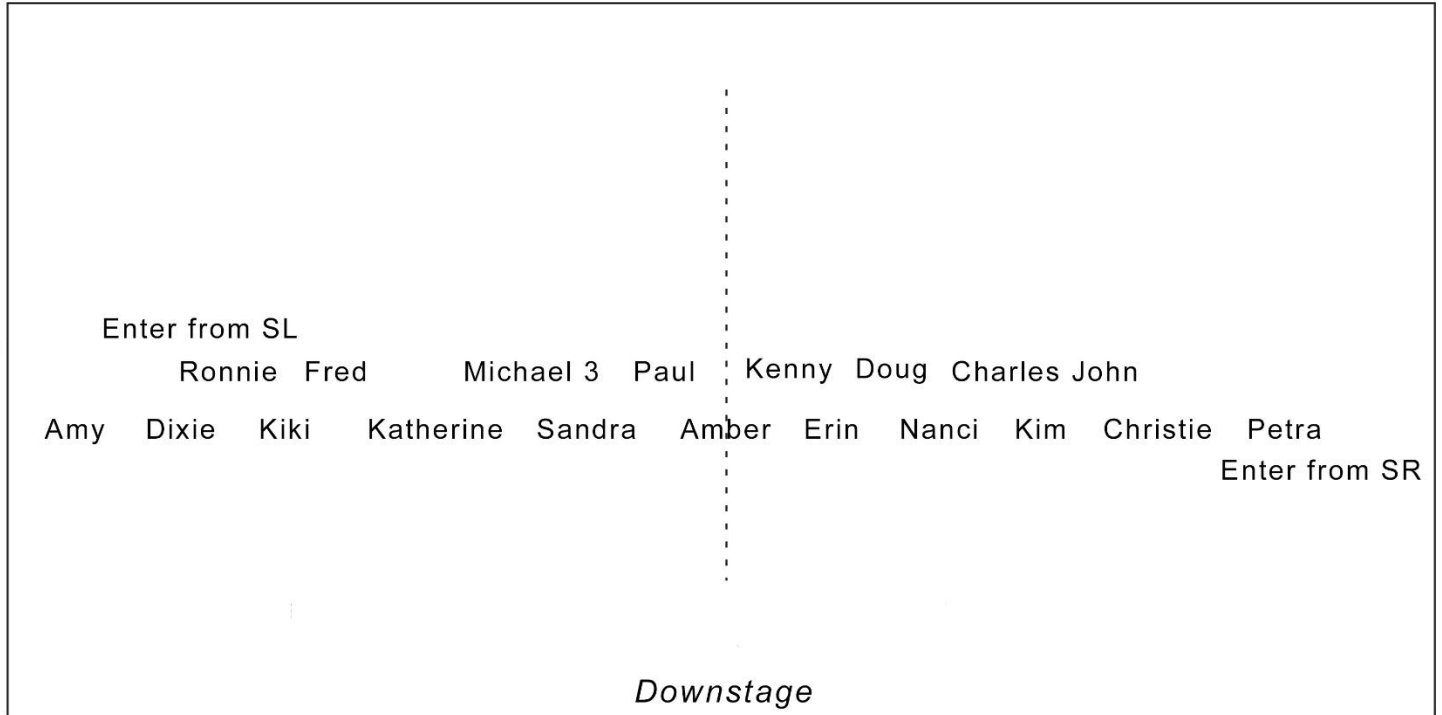 Enter from SL
Ronnie Fred Michael 3 Paul Kenny Doug Charles John
Amy Dixie Kiki Katherine Sandra Amber Erin Nanci Kim Christie Petra
Enter from SR
Downstage